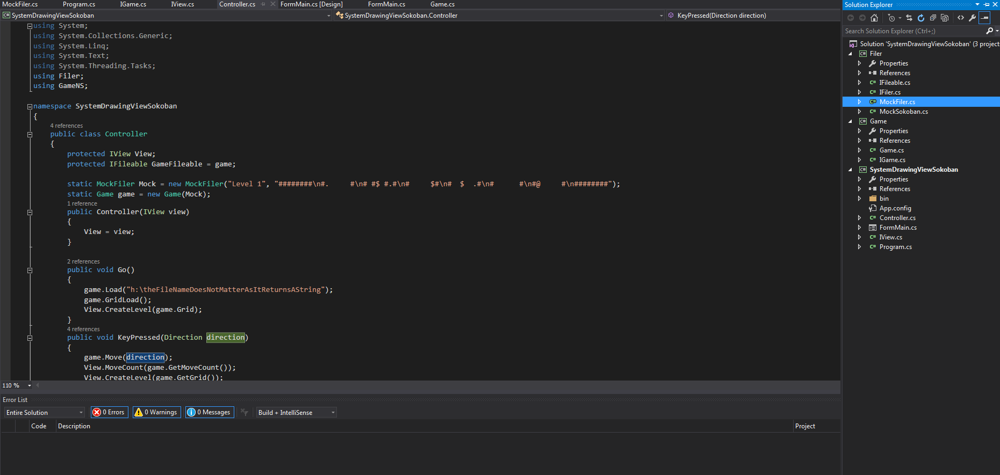 MockFiler.cs Program.cs IGame.cs IView.cs Controller.cs FormMain.cs [Design] FormMain.cs Game.cs
SystemDrawingViewSokoban SystemDrawingViewSokoban.Controller KeyPressed(Direction direction)
using System;
using System.Collections.Generic;
using System.Linq;
using System.Text;
using System.Threading.Tasks;
using Filer;
using GameNS;
namespace SystemDrawingViewSokoban
{
4 references
public class Controller
{
protected IView View;
protected IFileable GameFileable = game;
static MockFiler Mock = new MockFiler("Level 1", "########\n#.     #\n# #$ #.#\n#     $#\n#  $  .#\n#      #\n#@     #\n########");
static Game game = new Game(Mock);
1 reference
public Controller(IView view)
{
View = view;
}
2 references
public void Go()
{
game.Load("h:\theFileNameDoesNotMatterAsItReturnsAString");
game.GridLoad();
View.CreateLevel(game.Grid);
}
4 references
public void KeyPressed(Direction direction)
{
game.Move(direction);
View.MoveCount(game.GetMoveCount());
View.CreateLevel(game.GetGrid());
110 %
Error List
Entire Solution 0 Errors 0 Warnings 0 Messages Build + IntelliSense
Code Description Project
Solution Explorer
Search Solution Explorer (Ctrl+;)
Solution 'SystemDrawingViewSokoban' (3 project
C# Filer
Properties
References
C# IFileable.cs
C# IFiler.cs
C# MockFiler.cs
C# MockSokoban.cs
C# Game
Properties
References
C# Game.cs
C# IGame.cs
C# SystemDrawingViewSokoban
Properties
References
bin
App.config
C# Controller.cs
FormMain.cs
C# IView.cs
C# Program.cs